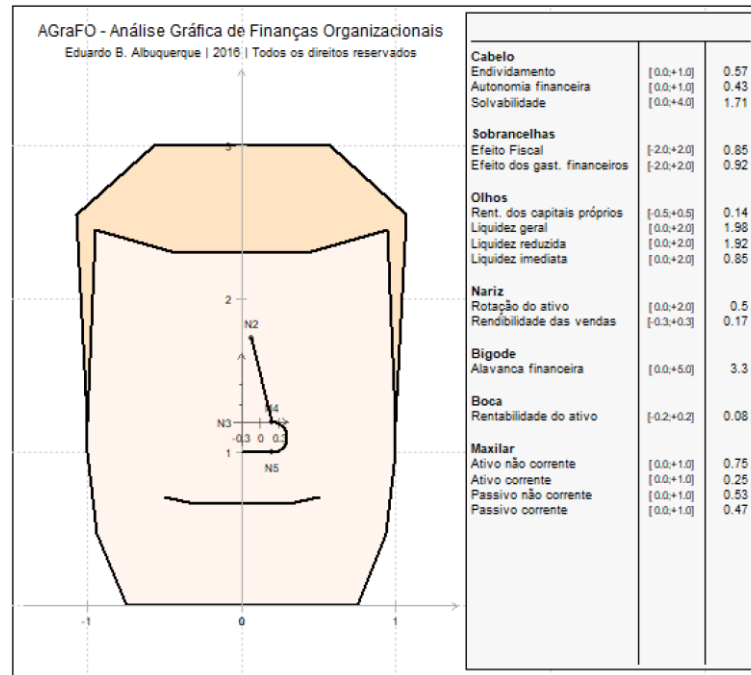 AGraFO - Análise Gráfica de Finanças Organizacionais
Eduardo B. Albuquerque | 2016 | Todos os direitos reservados
3
2
N2
N4
N3
-0.3 0 0.3
1
N5
-1 0 1
Cabelo
Endividamento [0.0;+1.0] 0.57
Autonomia financeira [0.0;+1.0] 0.43
Solvabilidade [0.0;+4.0] 1.71
Sobrancelhas
Efeito Fiscal [-2.0;+2.0] 0.85
Efeito dos gast. financeiros [-2.0;+2.0] 0.92
Olhos
Rent. dos capitais próprios [-0.5;+0.5] 0.14
Liquidez geral [0.0;+2.0] 1.98
Liquidez reduzida [0.0;+2.0] 1.92
Liquidez imediata [0.0;+2.0] 0.85
Nariz
Rotação do ativo [0.0;+2.0] 0.5
Rendibilidade das vendas [-0.3;+0.3] 0.17
Bigode
Alavanca financeira [0.0;+5.0] 3.3
Boca
Rentabilidade do ativo [-0.2;+0.2] 0.08
Maxilar
Ativo não corrente [0.0;+1.0] 0.75
Ativo corrente [0.0;+1.0] 0.25
Passivo não corrente [0.0;+1.0] 0.53
Passivo corrente [0.0;+1.0] 0.47